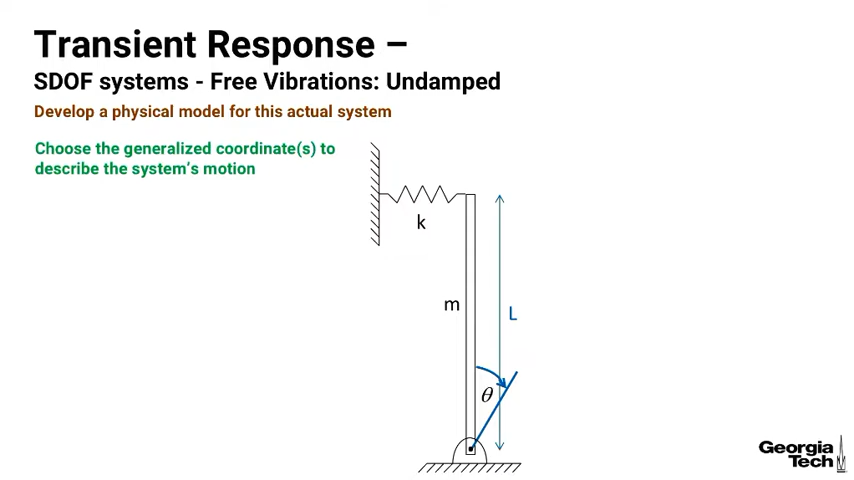 Transient Response –
SDOF systems - Free Vibrations: Undamped
Develop a physical model for this actual system
Choose the generalized coordinate(s) to
describe the system's motion
k
m
L
θ
Georgia
Tech